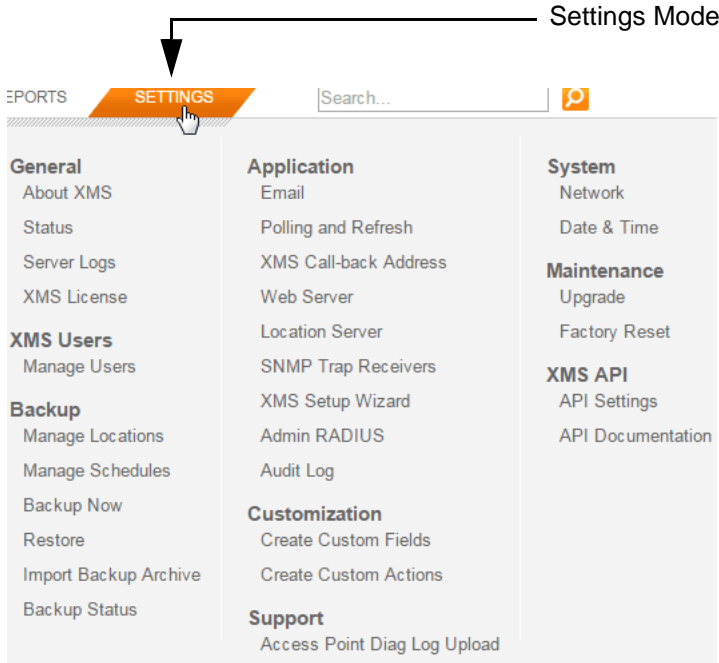 Settings Mode
EPORTS
SETTINGS
Search...
General
About XMS
Status
Server Logs
XMS License
XMS Users
Manage Users
Backup
Manage Locations
Manage Schedules
Backup Now
Restore
Import Backup Archive
Backup Status
Application
Email
Polling and Refresh
XMS Call-back Address
Web Server
Location Server
SNMP Trap Receivers
XMS Setup Wizard
Admin RADIUS
Audit Log
Customization
Create Custom Fields
Create Custom Actions
Support
Access Point Diag Log Upload
System
Network
Date & Time
Maintenance
Upgrade
Factory Reset
XMS API
API Settings
API Documentation